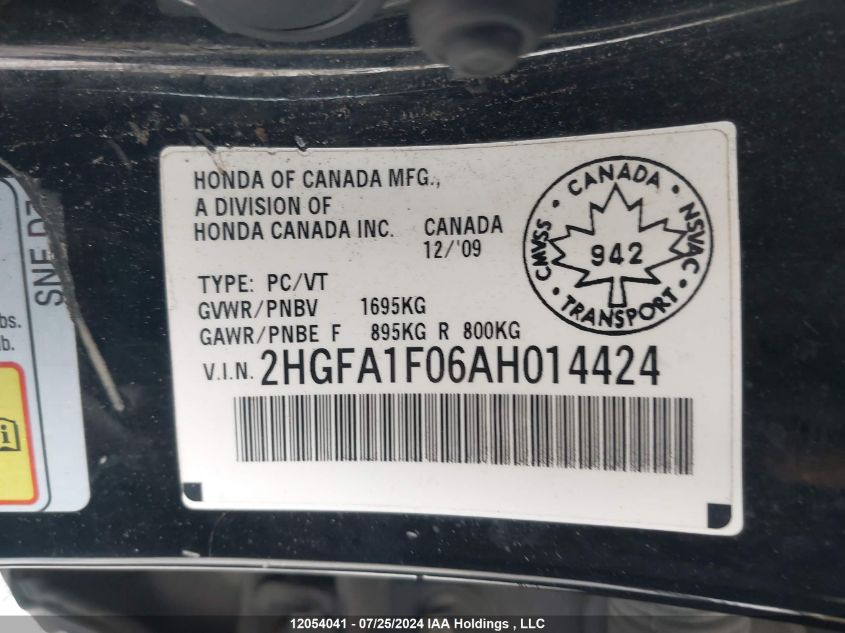 HONDA OF CANADA MFG.,
A DIVISION OF
HONDA CANADA INC. CANADA
12/'09
TYPE: PC/VT
GVWR/PNBV 1695KG
GAWR/PNBE F 895KG R 800KG
V.I.N. 2HGFA1F06AH014424
CMVSS • CANADA • NSVAC • TRANSPORT •
942
bs.
b.
12054041 - 07/25/2024 IAA Holdings , LLC